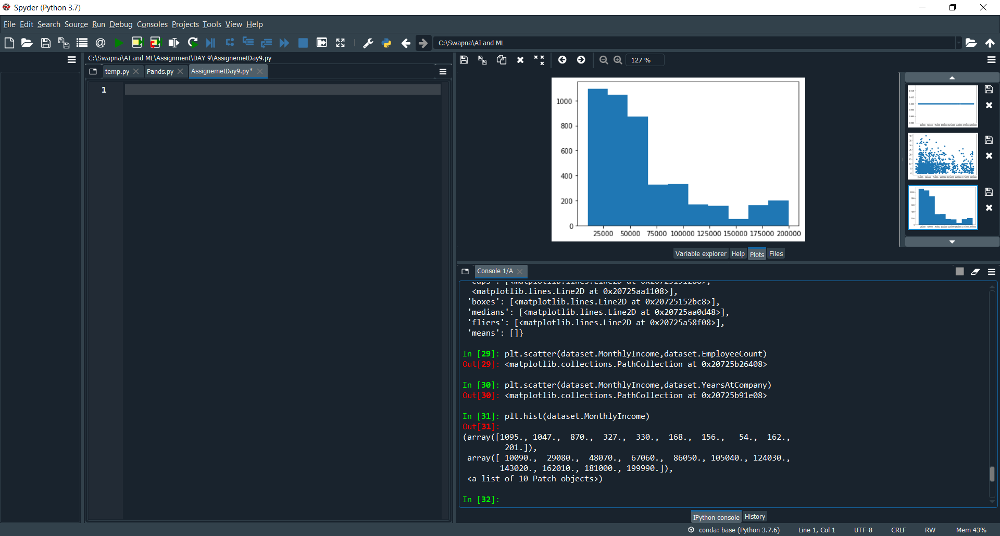 Spyder (Python 3.7)
File Edit Search Source Run Debug Consoles Projects Tools View Help
C:\Swapna\AI and ML
C:\Swapna\AI and ML\Assignment\DAY 9\AssignemetDay9.py
temp.py Pands.py AssignemetDay9.py*
1
127 %
1000
800
600
400
200
0
25000 50000 75000 100000 125000 150000 175000 200000
Variable explorer Help Plots Files
Console 1/A
<matplotlib.lines.Line2D at 0x20725aa1108>],
'boxes': [<matplotlib.lines.Line2D at 0x20725152bc8>],
'medians': [<matplotlib.lines.Line2D at 0x20725aa0d48>],
'fliers': [<matplotlib.lines.Line2D at 0x20725a58f08>],
'means': []}
In [29]: plt.scatter(dataset.MonthlyIncome,dataset.EmployeeCount)
Out[29]: <matplotlib.collections.PathCollection at 0x20725b26408>
In [30]: plt.scatter(dataset.MonthlyIncome,dataset.YearsAtCompany)
Out[30]: <matplotlib.collections.PathCollection at 0x20725b91e08>
In [31]: plt.hist(dataset.MonthlyIncome)
Out[31]:
(array([1095., 1047., 870., 327., 330., 168., 156., 54., 162.,
201.]),
array([ 10090., 29080., 48070., 67060., 86050., 105040., 124030.,
143020., 162010., 181000., 199990.]),
<a list of 10 Patch objects>)
In [32]:
IPython console History
conda: base (Python 3.7.6) Line 1, Col 1 UTF-8 CRLF RW Mem 43%